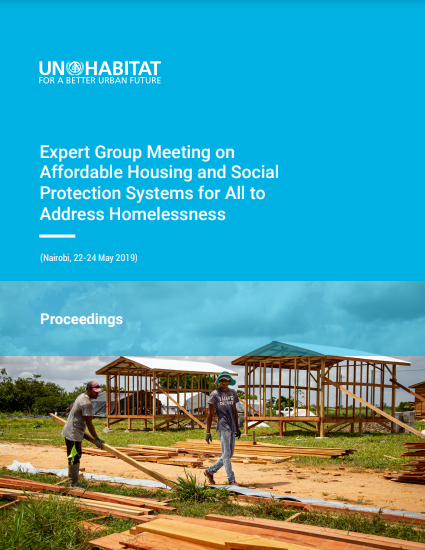 UN HABITAT
FOR A BETTER URBAN FUTURE
Expert Group Meeting on
Affordable Housing and Social
Protection Systems for All to
Address Homelessness
(Nairobi, 22-24 May 2019)
Proceedings